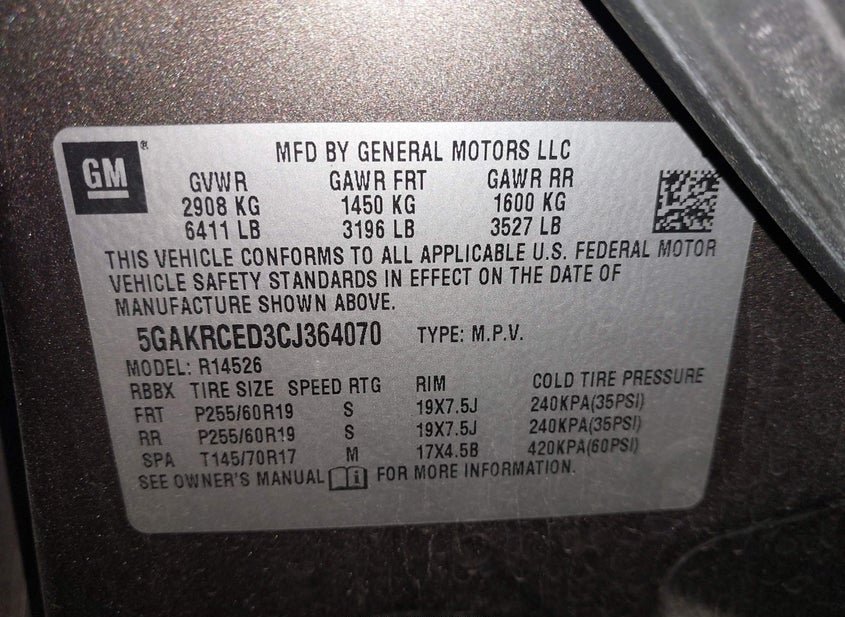 GM
MFD BY GENERAL MOTORS LLC
GVWR GAWR FRT GAWR RR
2908 KG 1450 KG 1600 KG
6411 LB 3196 LB 3527 LB
THIS VEHICLE CONFORMS TO ALL APPLICABLE U.S. FEDERAL MOTOR
VEHICLE SAFETY STANDARDS IN EFFECT ON THE DATE OF
MANUFACTURE SHOWN ABOVE.
5GAKRCED3CJ364070 TYPE: M.P.V.
MODEL: R14526
RBBX TIRE SIZE SPEED RTG RIM COLD TIRE PRESSURE
FRT P255/60R19 S 19X7.5J 240KPA(35PSI)
RR P255/60R19 S 19X7.5J 240KPA(35PSI)
SPA T145/70R17 M 17X4.5B 420KPA(60PSI)
SEE OWNER'S MANUAL i FOR MORE INFORMATION.